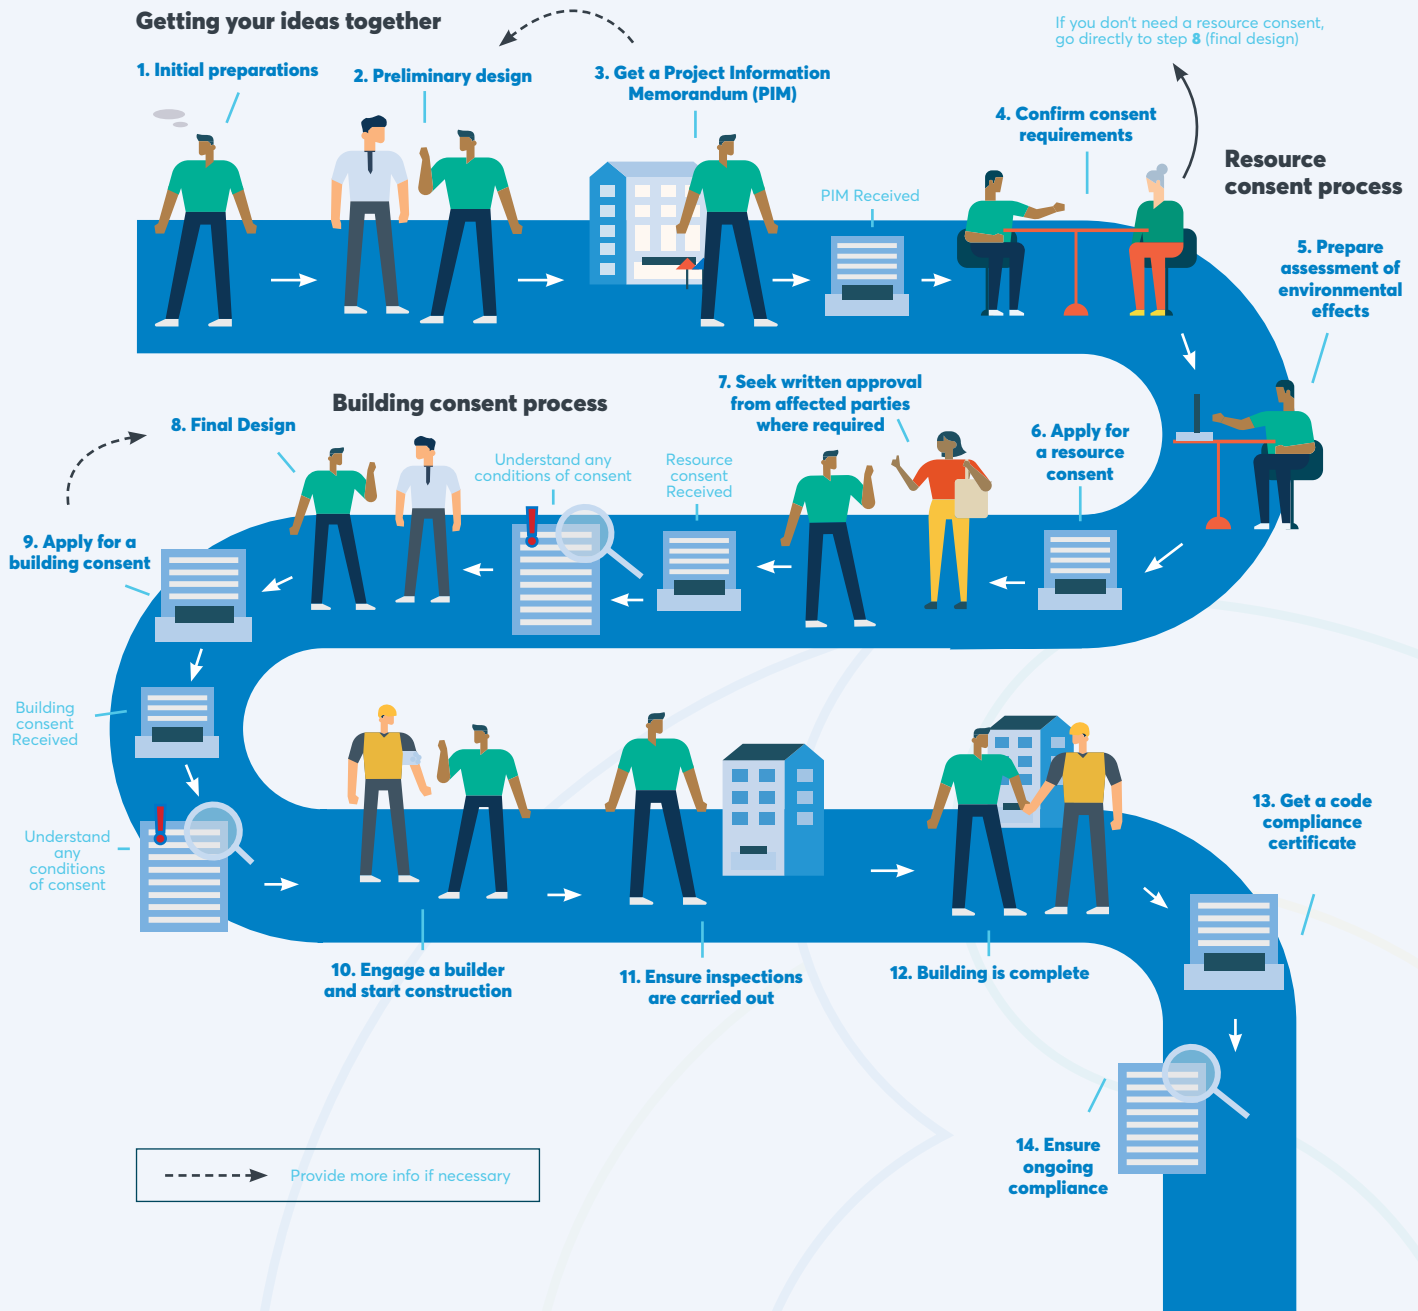 Getting your ideas together
1. Initial preparations
2. Preliminary design
3. Get a Project Information
Memorandum (PIM)
PIM Received
If you don't need a resource consent,
go directly to step 8 (final design)
4. Confirm consent
requirements
Resource
consent process
5. Prepare
assessment of
environmental
effects
6. Apply for
a resource
consent
7. Seek written approval
from affected parties
where required
Resource
consent
Received
Understand any
conditions of consent
Building consent process
8. Final Design
9. Apply for a
building consent
Building
consent
Received
Understand
any
conditions
of consent
10. Engage a builder
and start construction
11. Ensure inspections
are carried out
12. Building is complete
13. Get a code
compliance
certificate
14. Ensure
ongoing
compliance
Provide more info if necessary